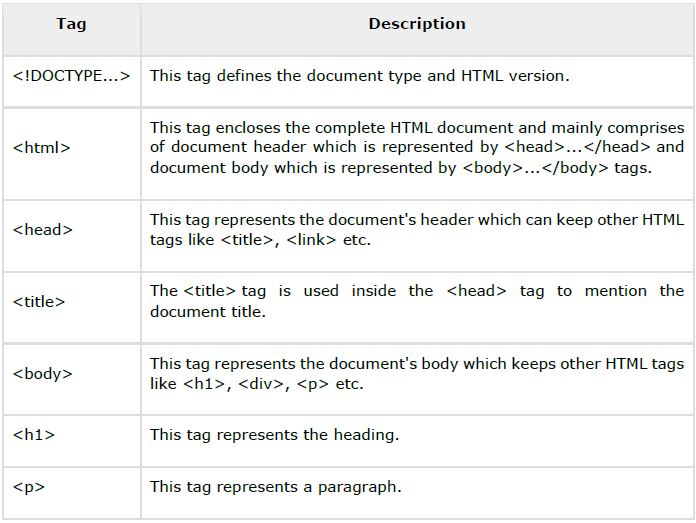 Tag Description
<!DOCTYPE...> This tag defines the document type and HTML version.
This tag encloses the complete HTML document and mainly comprises
<html> of document header which is represented by <head>...</head> and
document body which is represented by <body>...</body> tags.
<head> This tag represents the document's header which can keep other HTML
tags like <title>, <link> etc.
<title> The <title> tag is used inside the <head> tag to mention the
document title.
<body> This tag represents the document's body which keeps other HTML tags
like <h1>, <div>, <p> etc.
<h1> This tag represents the heading.
<p> This tag represents a paragraph.